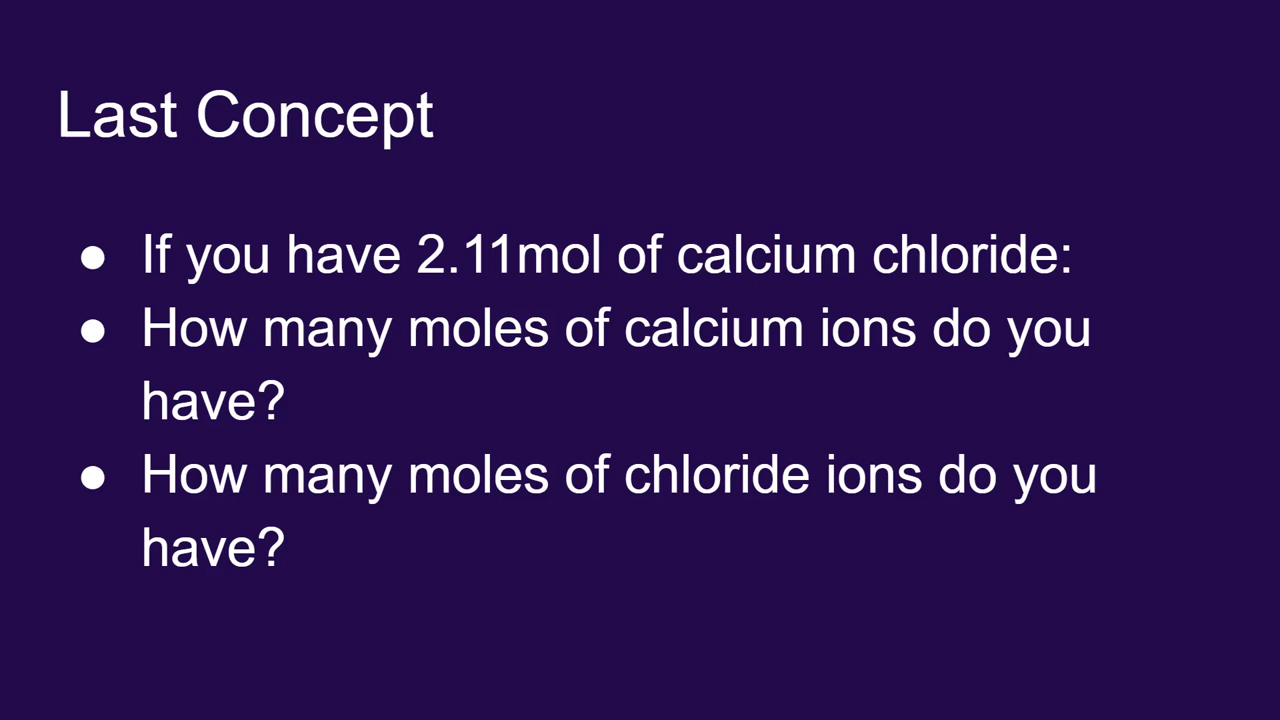 Last Concept
● If you have 2.11mol of calcium chloride:
● How many moles of calcium ions do you
have?
● How many moles of chloride ions do you
have?